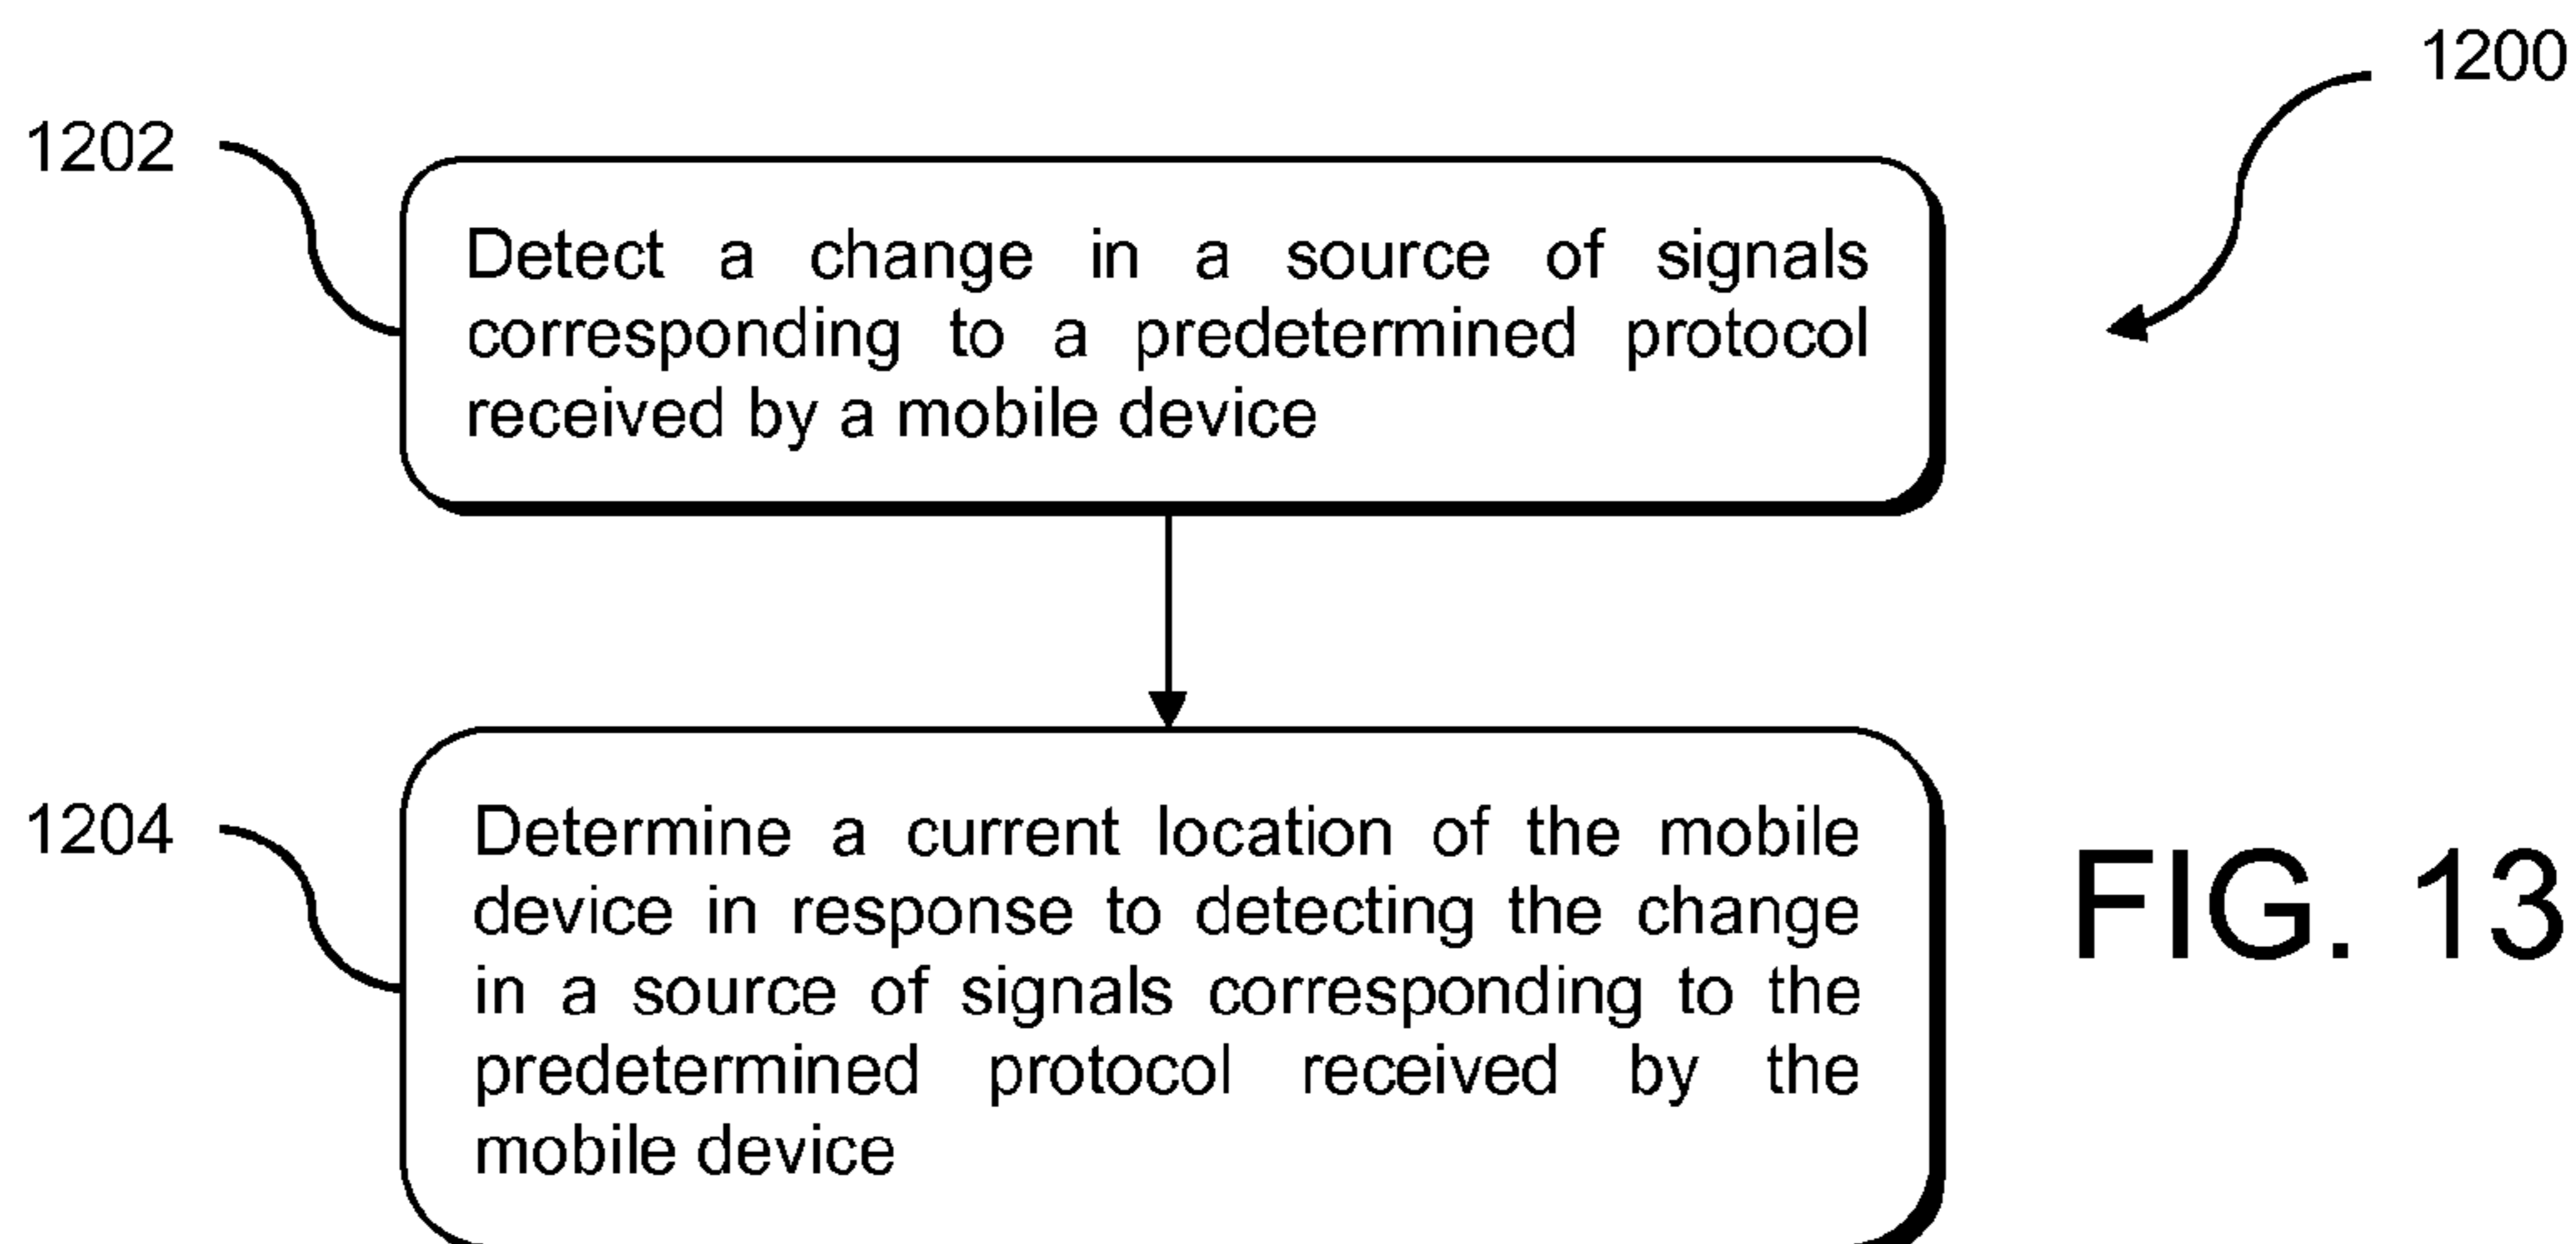 1200
1202
Detect a change in a source of signals
corresponding to a predetermined protocol
received by a mobile device
1204
Determine a current location of the mobile
device in response to detecting the change
in a source of signals corresponding to the
predetermined protocol received by the
mobile device
FIG. 13